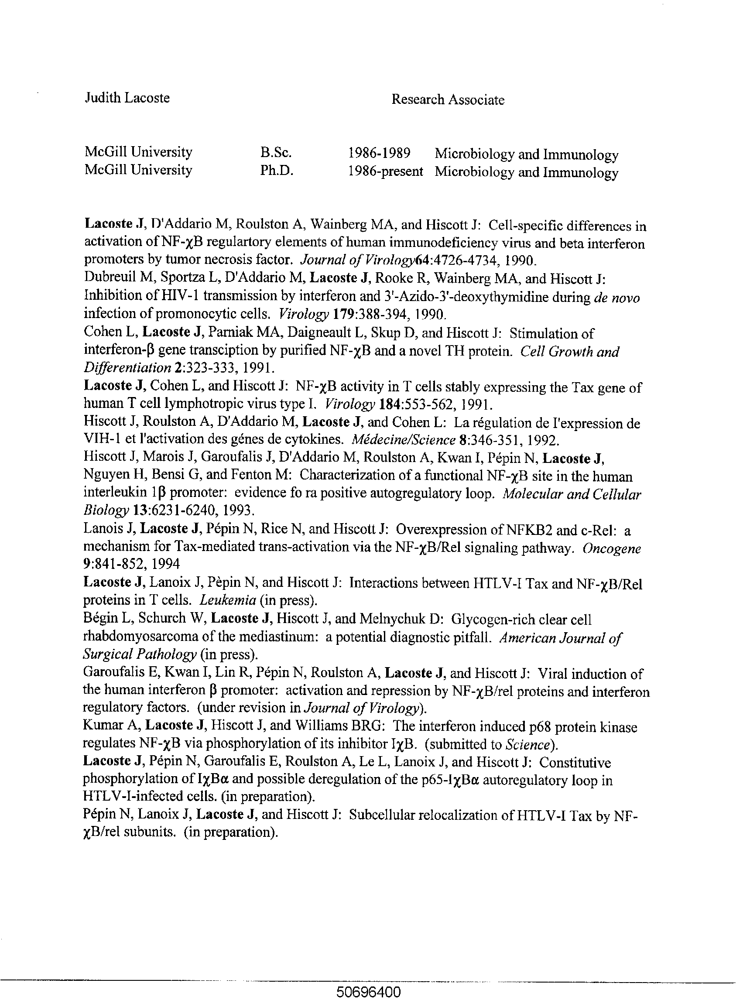 Judith Lacoste Research Associate
McGill University B.Sc. 1986-1989 Microbiology and Immunology
McGill University Ph.D. 1986-present Microbiology and Immunology
Lacoste J, D'Addario M, Roulston A, Wainberg MA, and Hiscott J: Cell-specific differences in
activation of NF-χB regulartory elements of human immunodeficiency virus and beta interferon
promoters by tumor necrosis factor. Journal of Virology64:4726-4734, 1990.
Dubreuil M, Sportza L, D'Addario M, Lacoste J, Rooke R, Wainberg MA, and Hiscott J:
Inhibition of HIV-1 transmission by interferon and 3'-Azido-3'-deoxythymidine during de novo
infection of promonocytic cells. Virology 179:388-394, 1990.
Cohen L, Lacoste J, Parniak MA, Daigneault L, Skup D, and Hiscott J: Stimulation of
interferon-β gene transciption by purified NF-χB and a novel TH protein. Cell Growth and
Differentiation 2:323-333, 1991.
Lacoste J, Cohen L, and Hiscott J: NF-χB activity in T cells stably expressing the Tax gene of
human T cell lymphotropic virus type I. Virology 184:553-562, 1991.
Hiscott J, Roulston A, D'Addario M, Lacoste J, and Cohen L: La régulation de I'expression de
VIH-1 et l'activation des génes de cytokines. Médecine/Science 8:346-351, 1992.
Hiscott J, Marois J, Garoufalis J, D'Addario M, Roulston A, Kwan I, Pépin N, Lacoste J,
Nguyen H, Bensi G, and Fenton M: Characterization of a functional NF-χB site in the human
interleukin 1β promoter: evidence fo ra positive autogregulatory loop. Molecular and Cellular
Biology 13:6231-6240, 1993.
Lanois J, Lacoste J, Pépin N, Rice N, and Hiscott J: Overexpression of NFKB2 and c-Rel: a
mechanism for Tax-mediated trans-activation via the NF-χB/Rel signaling pathway. Oncogene
9:841-852, 1994
Lacoste J, Lanoix J, Pèpin N, and Hiscott J: Interactions between HTLV-I Tax and NF-χB/Rel
proteins in T cells. Leukemia (in press).
Bégin L, Schurch W, Lacoste J, Hiscott J, and Melnychuk D: Glycogen-rich clear cell
rhabdomyosarcoma of the mediastinum: a potential diagnostic pitfall. American Journal of
Surgical Pathology (in press).
Garoufalis E, Kwan I, Lin R, Pépin N, Roulston A, Lacoste J, and Hiscott J: Viral induction of
the human interferon β promoter: activation and repression by NF-χB/rel proteins and interferon
regulatory factors. (under revision in Journal of Virology).
Kumar A, Lacoste J, Hiscott J, and Williams BRG: The interferon induced p68 protein kinase
regulates NF-χB via phosphorylation of its inhibitor IχB. (submitted to Science).
Lacoste J, Pépin N, Garoufalis E, Roulston A, Le L, Lanoix J, and Hiscott J: Constitutive
phosphorylation of IχBα and possible deregulation of the p65-IχBα autoregulatory loop in
HTLV-I-infected cells. (in preparation).
Pépin N, Lanoix J, Lacoste J, and Hiscott J: Subcellular relocalization of HTLV-I Tax by NF-
χB/rel subunits. (in preparation).
50696400